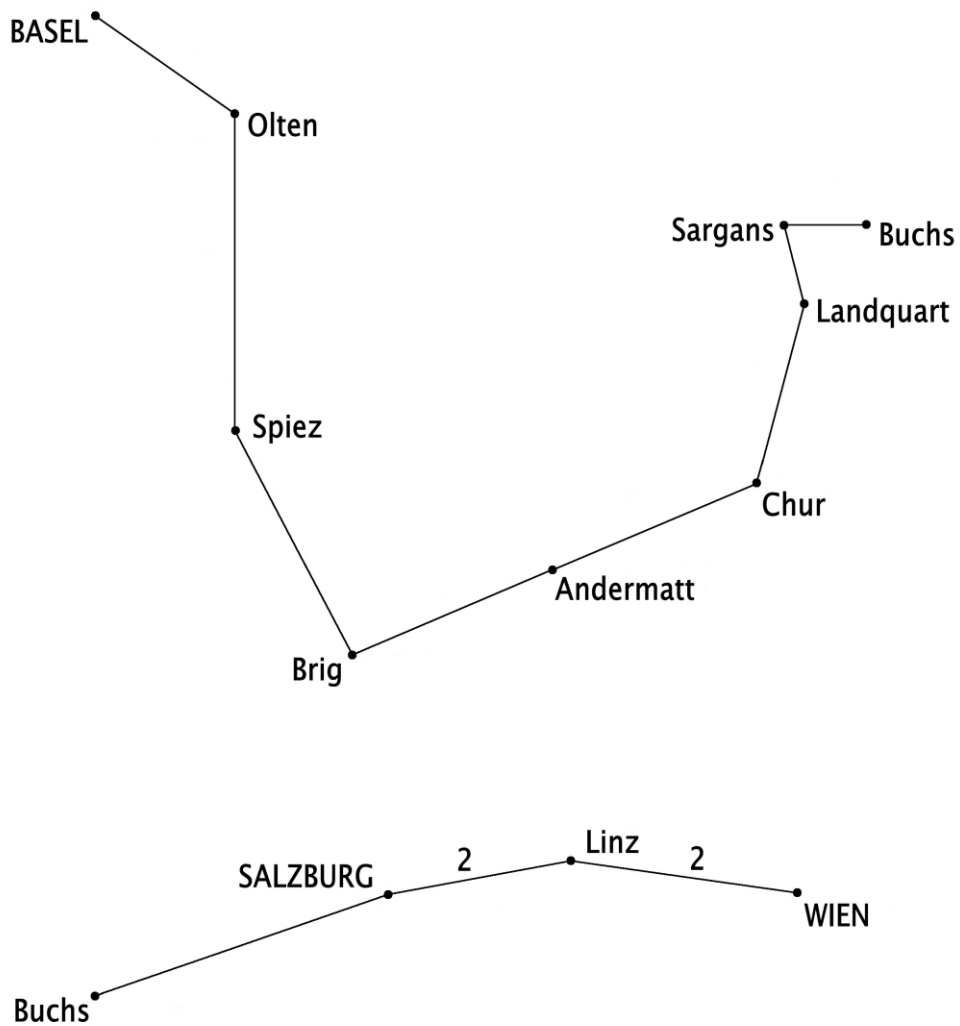 BASEL
Olten
Sargans
Buchs
Landquart
Spiez
Chur
Andermatt
Brig
Linz
2
2
SALZBURG
WIEN
Buchs